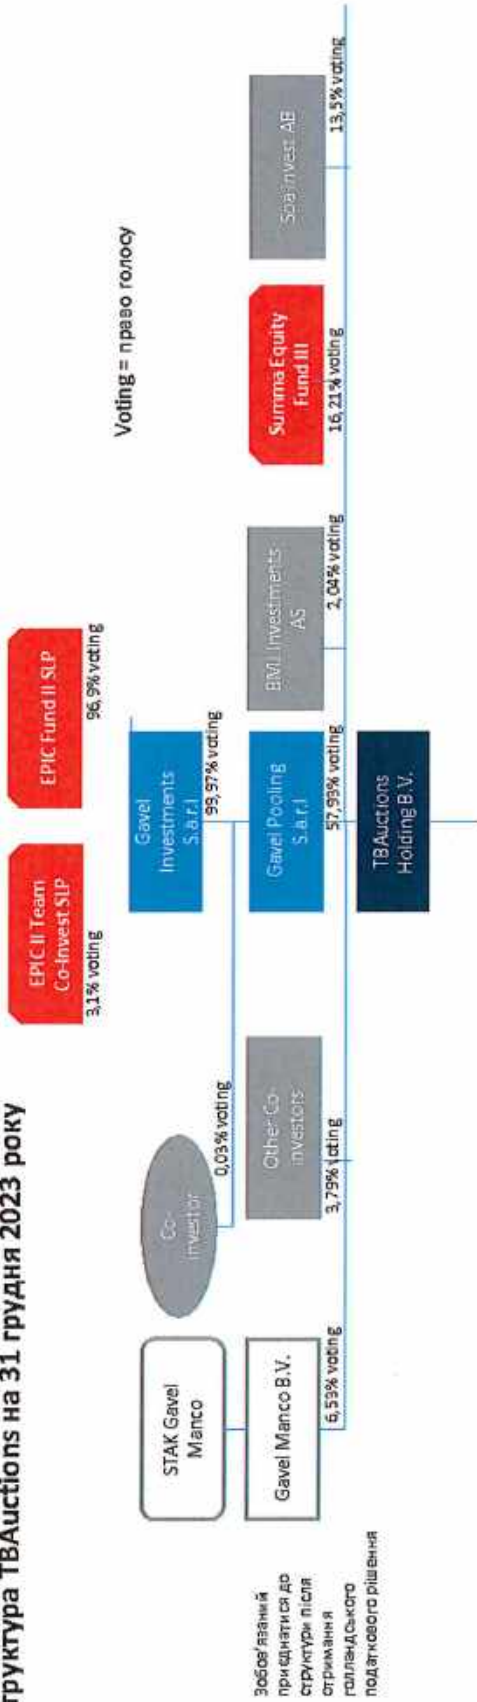 труктура TBAuctions на 31 грудня 2023 року
Voting = право голосу
EPIC II Team
Co-Invest SLP
3,1% voting
EPIC Fund II SLP
96,9% voting
STAK Gavel
Manco
Co-
investor
0,03% voting
Gavel
Investments
S.a.r.l
99,97% voting
Зобов'язаний
приєднатися до
структури після
отримання
голландського
податкового рішення
Gavel Manco B.V.
6,53% voting
Other Co-
investors
3,79% voting
Gavel Pooling
S.a.r.l
57,93% voting
BMJ Investments
AS
2,04% voting
Summa Equity
Fund III
16,21% voting
Invest AB
13,5% voting
TBAuctions
Holding B.V.